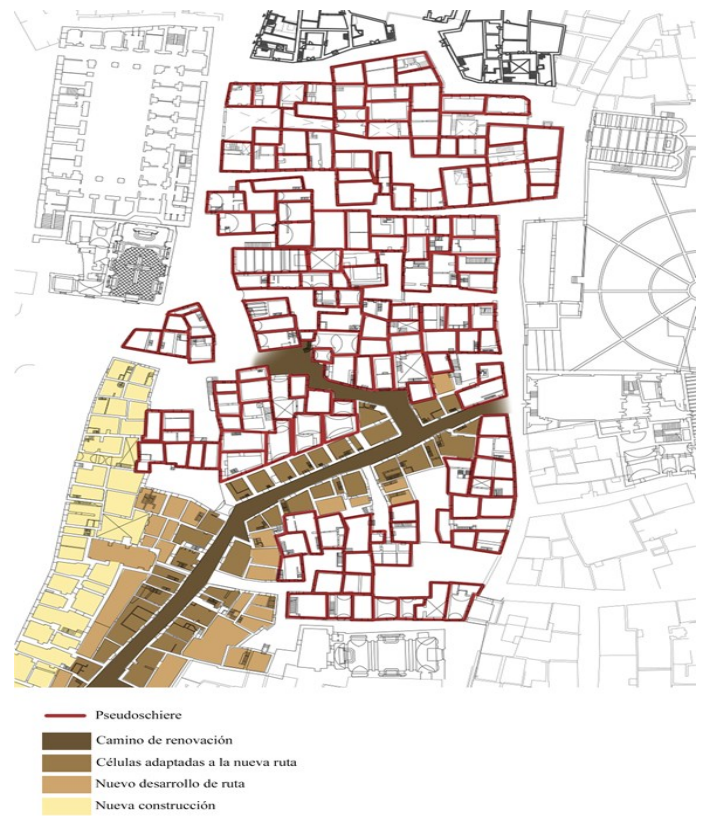 Pseudoschiere
Camino de renovación
Células adaptadas a la nueva ruta
Nuevo desarrollo de ruta
Nueva construcción